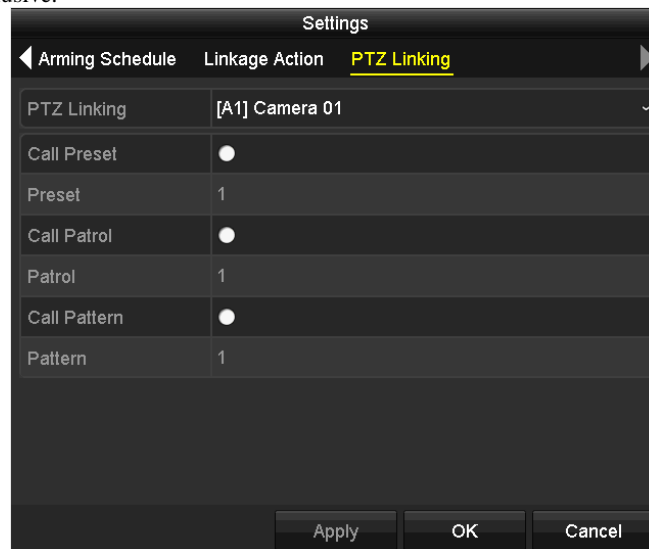 Settings
Arming Schedule Linkage Action PTZ Linking
PTZ Linking [A1] Camera 01
Call Preset
Preset 1
Call Patrol
Patrol 1
Call Pattern
Pattern 1
Apply OK Cancel